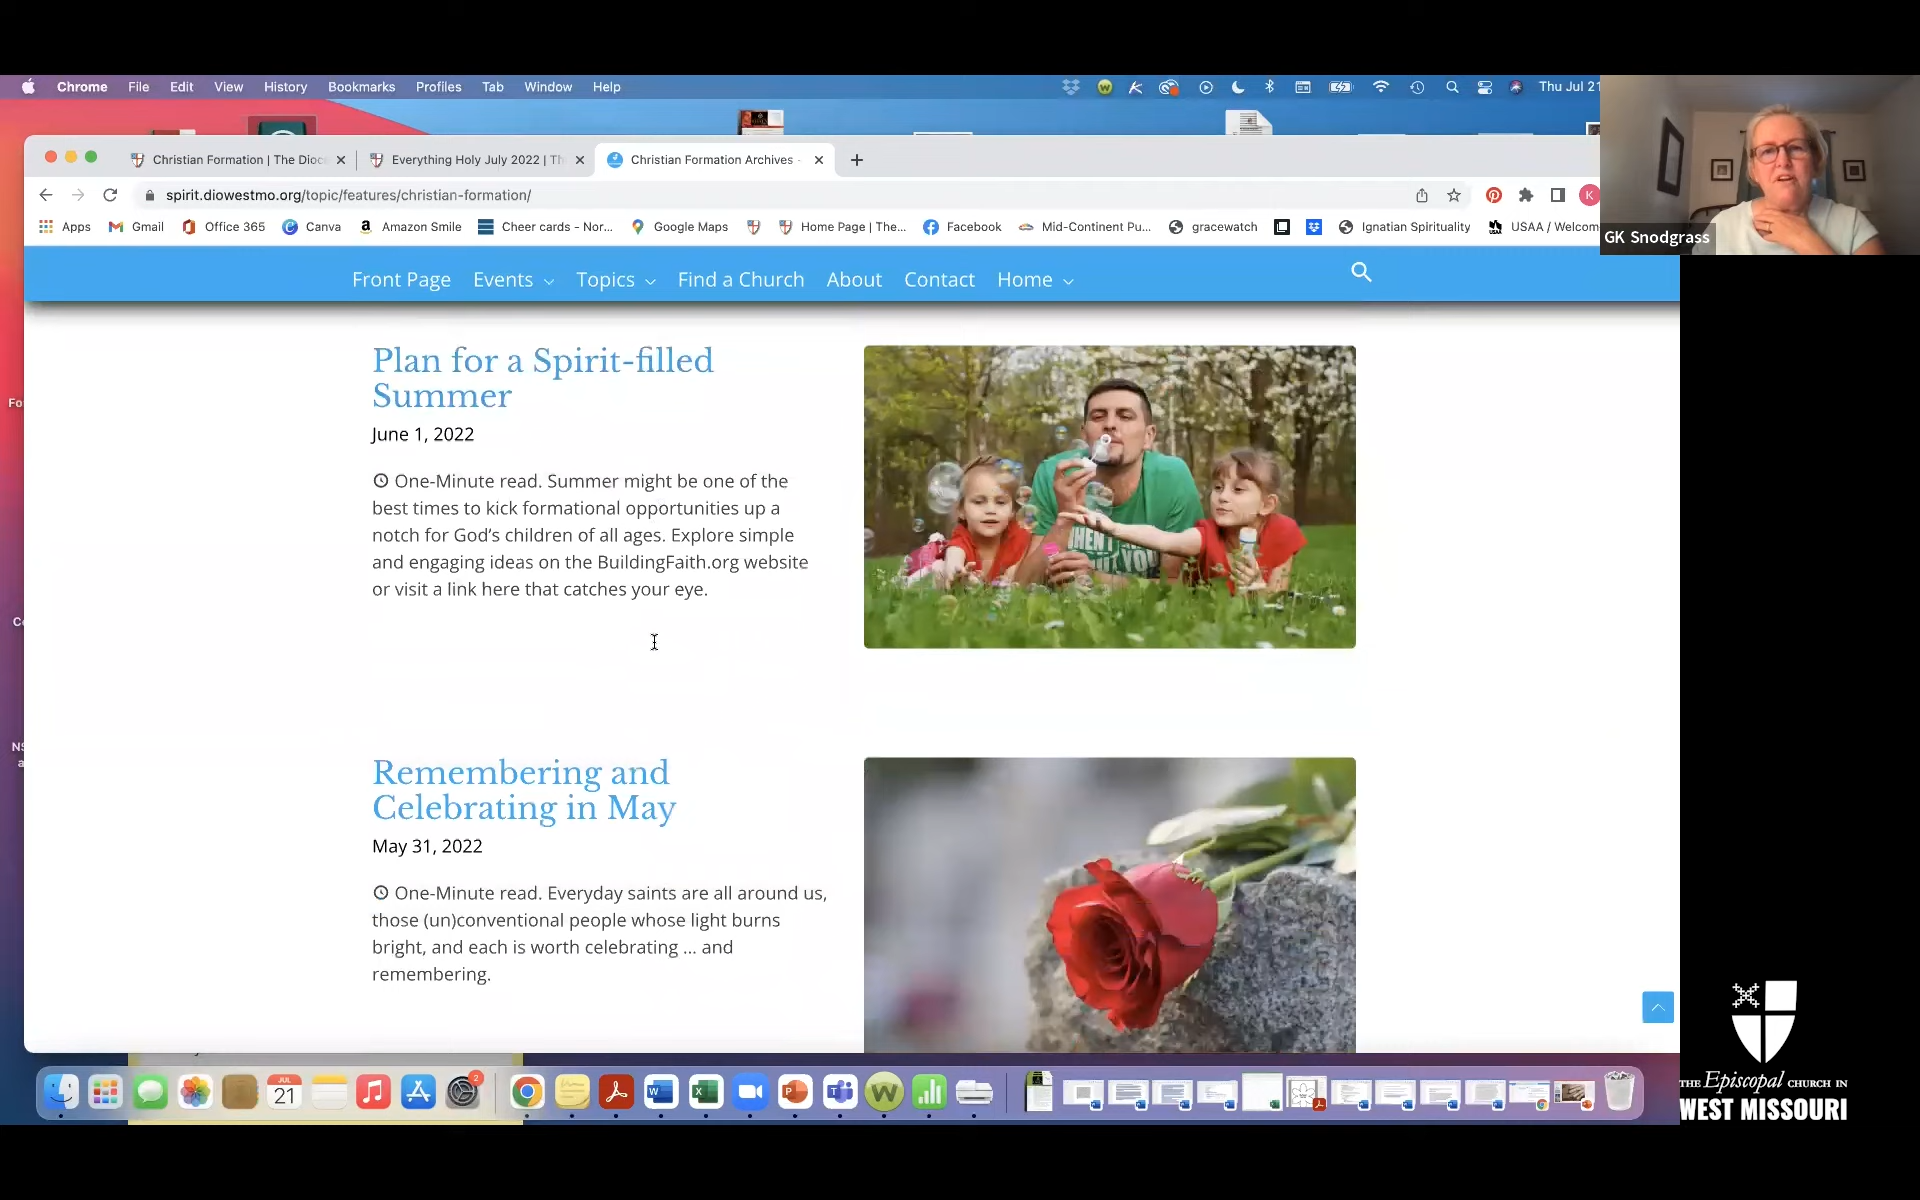 Chrome File Edit View History Bookmarks Profiles Tab Window Help
W
Thu Jul 21
Christian Formation | The Dioc
Everything Holy July 2022 | Th
Christian Formation Archives -
spirit.diowestmo.org/topic/features/christian-formation/
K
Apps Gmail Office 365 Canva Amazon Smile Cheer cards - Nor... Google Maps Home Page | The... Facebook Mid-Continent Pu... gracewatch Ignatian Spirituality USAA / Welcom
GK Snodgrass
Front Page Events Topics Find a Church About Contact Home
Plan for a Spirit-filled
Summer
June 1, 2022
One-Minute read. Summer might be one of the
best times to kick formational opportunities up a
notch for God’s children of all ages. Explore simple
and engaging ideas on the BuildingFaith.org website
or visit a link here that catches your eye.
Remembering and
Celebrating in May
May 31, 2022
One-Minute read. Everyday saints are all around us,
those (un)conventional people whose light burns
bright, and each is worth celebrating ... and
remembering.
JUL
21
2
THE Episcopal CHURCH IN
WEST MISSOURI